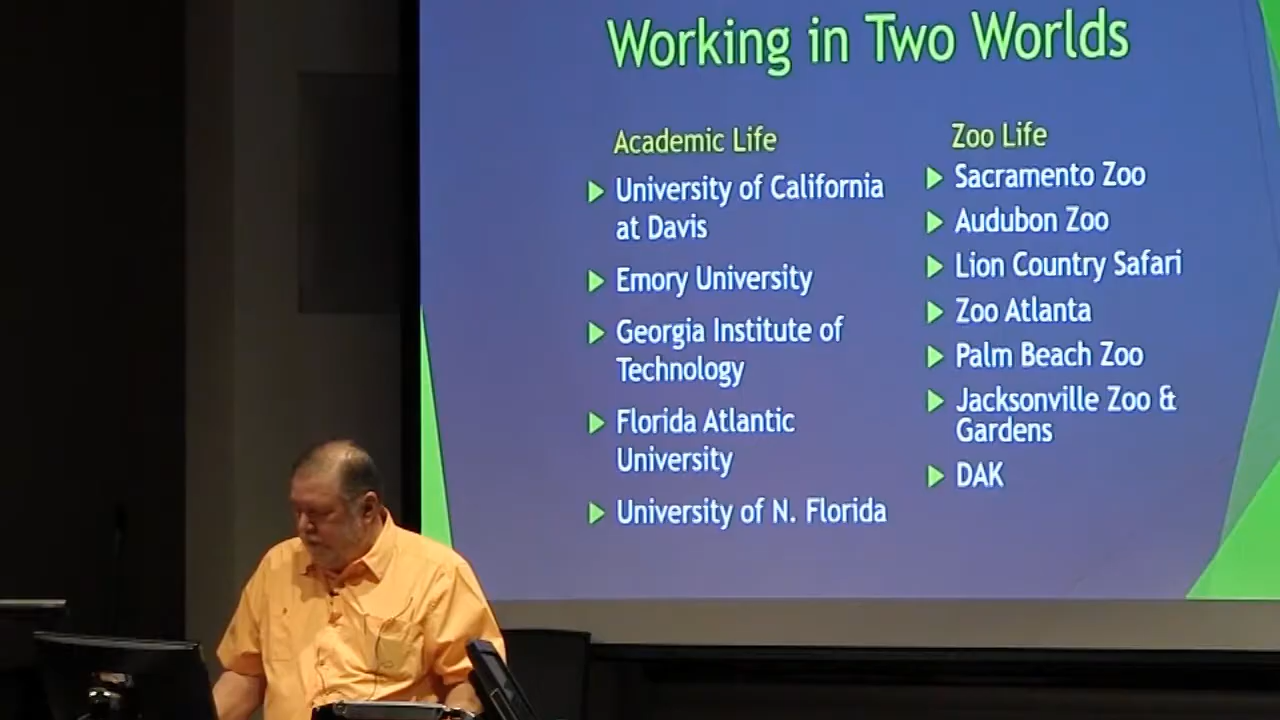 Working in Two Worlds
Academic Life
University of California
at Davis
Emory University
Georgia Institute of
Technology
Florida Atlantic
University
University of N. Florida
Zoo Life
Sacramento Zoo
Audubon Zoo
Lion Country Safari
Zoo Atlanta
Palm Beach Zoo
Jacksonville Zoo &
Gardens
DAK